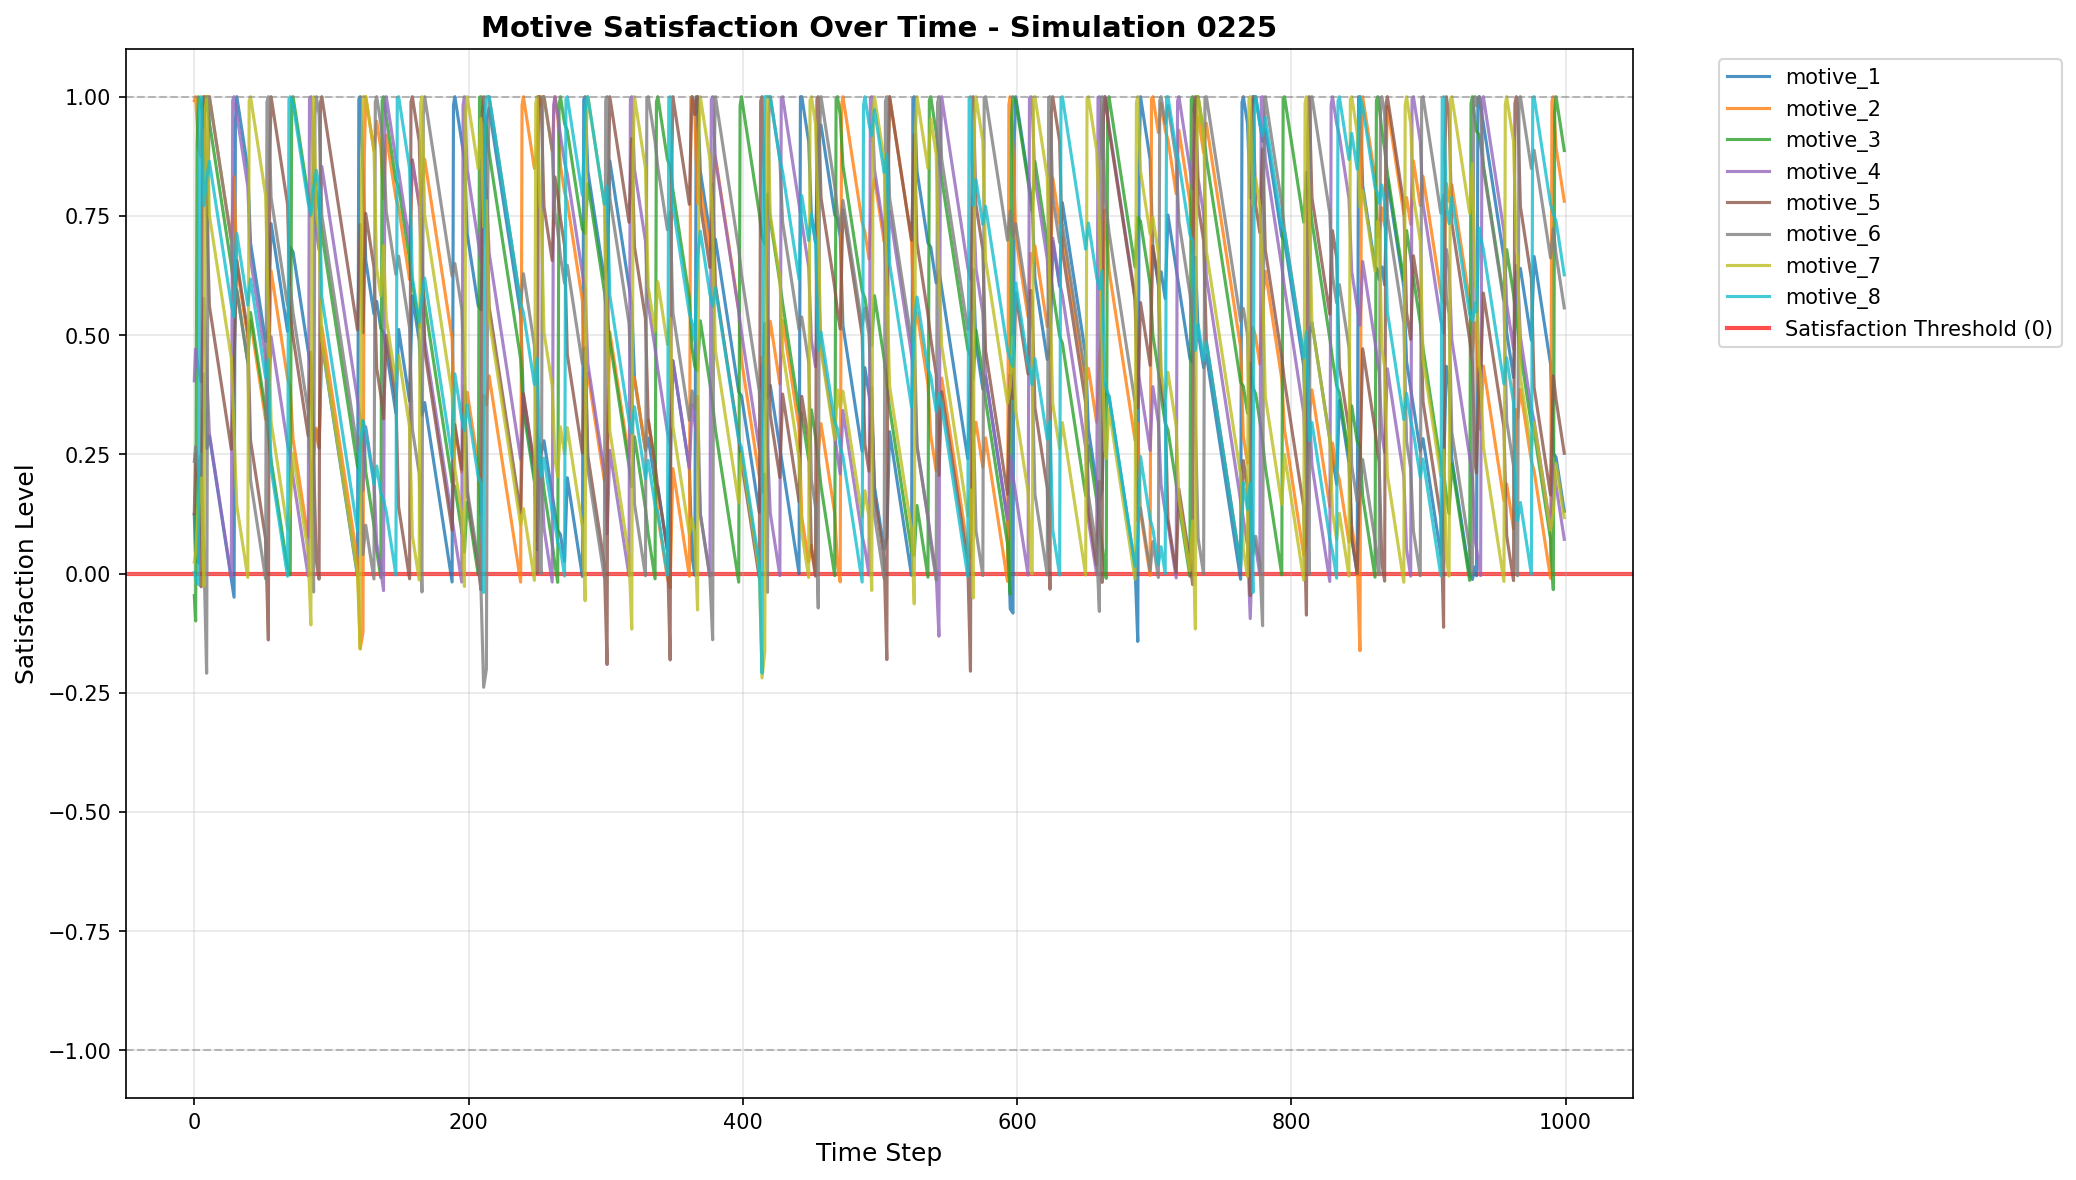 Motive Satisfaction Over Time - Simulation 0225
1.00
0.75
0.50
0.25
0.00
−0.25
−0.50
−0.75
−1.00
Satisfaction Level
0
200
400
600
800
1000
Time Step
motive_1
motive_2
motive_3
motive_4
motive_5
motive_6
motive_7
motive_8
Satisfaction Threshold (0)